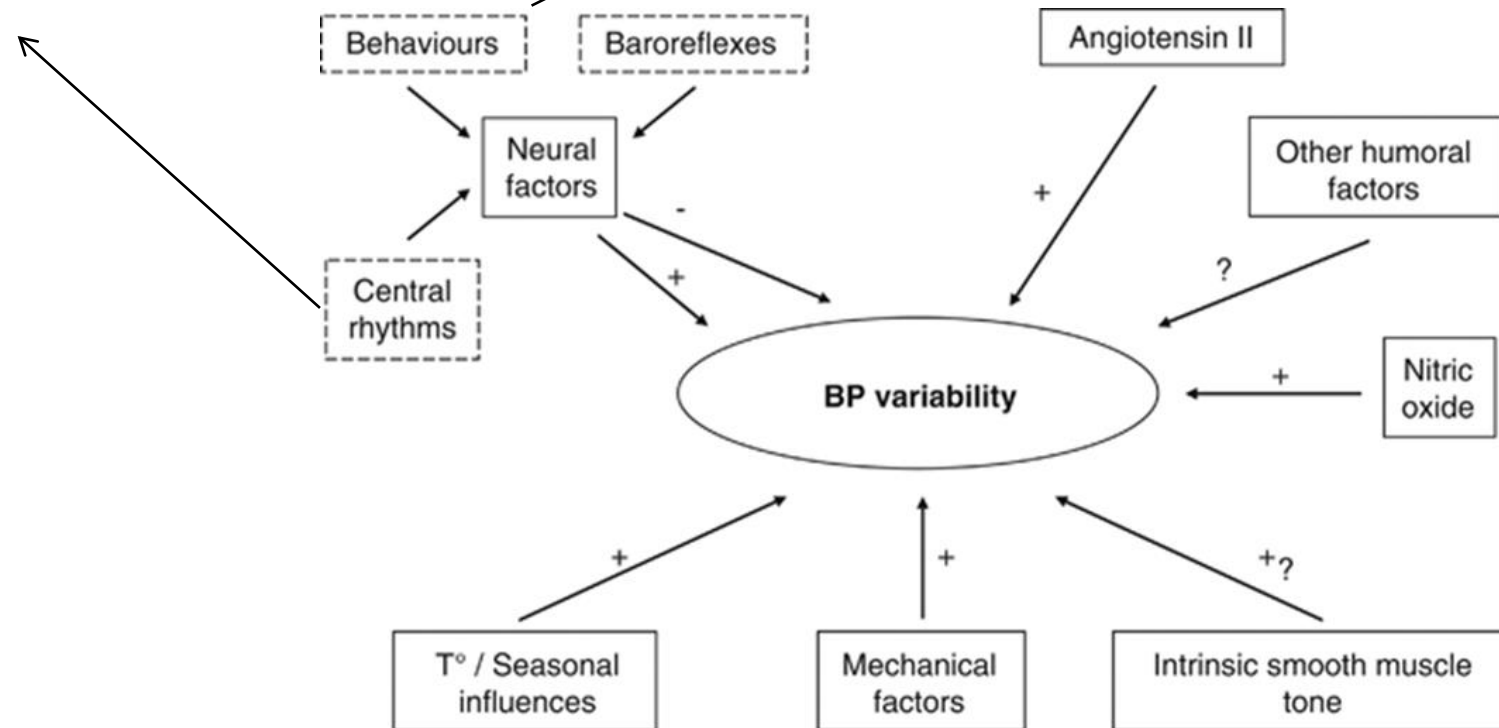 Behaviours
Baroreflexes
Angiotensin II
Neural
factors
Other humoral
factors
-
+
+
?
Central
rhythms
BP variability
+
Nitric
oxide
+
+
+?
T° / Seasonal
influences
Mechanical
factors
Intrinsic smooth muscle
tone